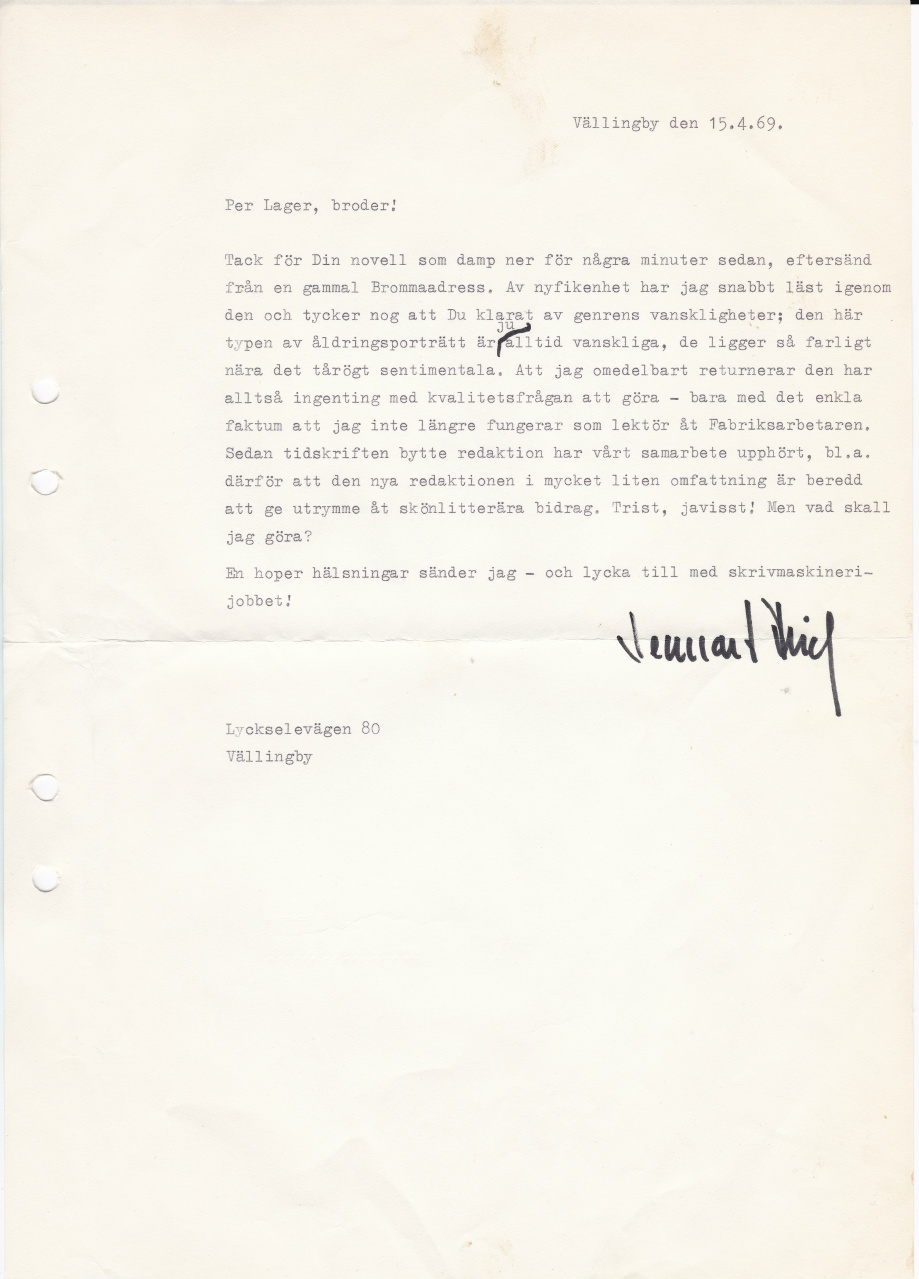 Vällingby den 15.4.69.
Per Lager, broder!
Tack för Din novell som damp ner för några minuter sedan, eftersänd
från en gammal Brommaadress. Av nyfikenhet har jag snabbt läst igenom
den och tycker nog att Du klarat av genrens vanskligheter; den här
typen av åldringsporträtt är ju alltid vanskliga, de ligger så farligt
nära det tårögt sentimentala. Att jag omedelbart returnerar den har
alltså ingenting med kvalitetsfrågan att göra - bara med det enkla
faktum att jag inte längre fungerar som lektör åt Fabriksarbetaren.
Sedan tidskriften bytte redaktion har vårt samarbete upphört, bl.a.
därför att den nya redaktionen i mycket liten omfattning är beredd
att ge utrymme åt skönlitterära bidrag. Trist, javisst! Men vad skall
jag göra?
En hoper hälsningar sänder jag - och lycka till med skrivmaskineri-
jobbet!
Lennart
Lyckselevägen 80
Vällingby